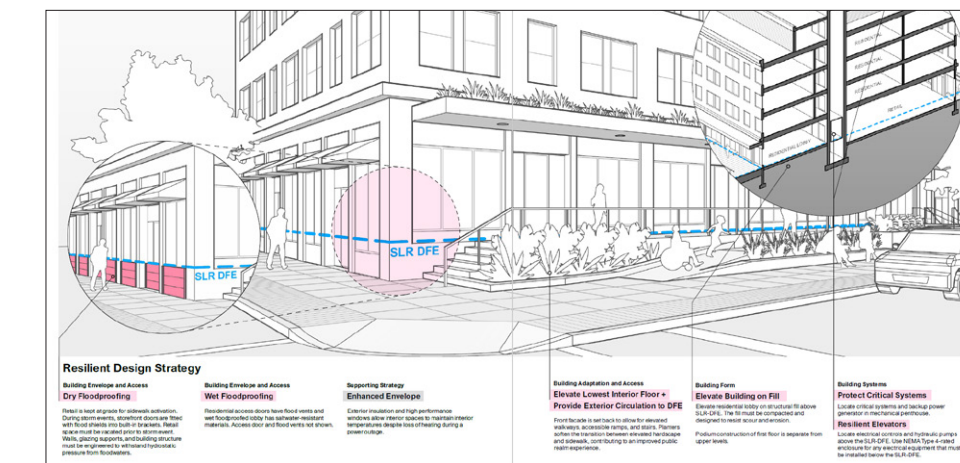 RESIDENTIAL
RESIDENTIAL
RESIDENTIAL
RETAIL
RESIDENTIAL LOBBY
SLR DFE
SLR DFE
Resilient Design Strategy
Building Envelope and Access
Dry Floodproofing
Retail is kept at grade for sidewalk activation.
During storm events, storefront doors are fitted
with flood shields into built-in brackets. Retail
space must be vacated prior to storm event.
Walls, glazing supports, and building structure
must be engineered to withstand hydrostatic
pressure from floodwaters.
Building Envelope and Access
Wet Floodproofing
Residential access doors have flood vents and
wet floodproofed lobby has saltwater-resistant
materials. Access door and flood vents not shown.
Supporting Strategy
Enhanced Envelope
Exterior insulation and high performance
windows allow interior spaces to maintain interior
temperatures despite loss of heating during a
power outage.
Building Adaptation and Access
Elevate Lowest Interior Floor +
Provide Exterior Circulation to DFE
Front facade is set back to allow for elevated
walkways, accessible ramps, and stairs. Planters
soften the transition between elevated hardscape
and sidewalk, contributing to an improved public
realm experience.
Building Form
Elevate Building on Fill
Elevate residential lobby on structural fill above
SLR-DFE. The fill must be compacted and
designed to resist scour and erosion.
Podium construction of first floor is separate from
upper levels.
Building Systems
Protect Critical Systems
Locate critical systems and backup power
generator in mechanical penthouse.
Resilient Elevators
Locate electrical controls and hydraulic pumps
above the SLR-DFE. Use NEMA Type 4-rated
enclosure for any electrical equipment that must
be installed below the SLR-DFE.